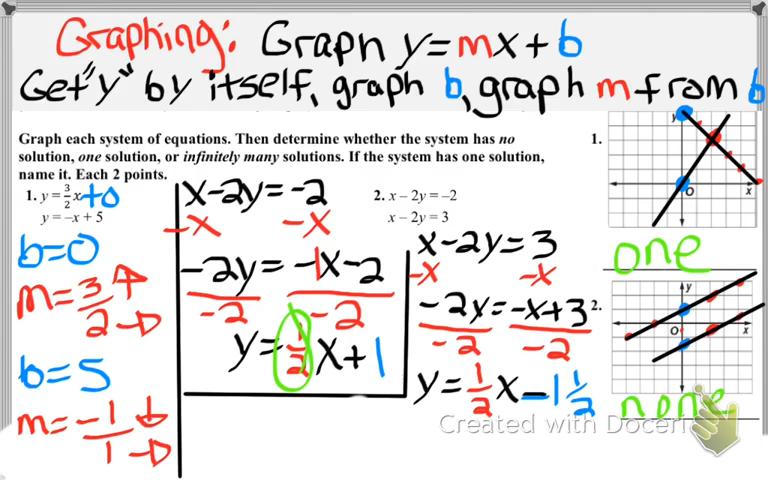 Graphing: Graph y=mx+b
Get "y" by itself, graph b, graph m from b
Graph each system of equations. Then determine whether the system has no
solution, one solution, or infinitely many solutions. If the system has one solution,
name it. Each 2 points.
1. y = 3/2 x +0
y = –x + 5
b=0
m=3/2
b=5
m=-1/1
x-2y=-2
-x -x
-2y=-1x-2
-2 -2
y=1/2x+1
2. x – 2y = –2
x – 2y = 3
x-2y=3
-x -x
-2y=-x+3
-2 -2
y=1/2x-1 1/2
1.
y
O
x
one
2.
y
O
x
none
Created with Doceri